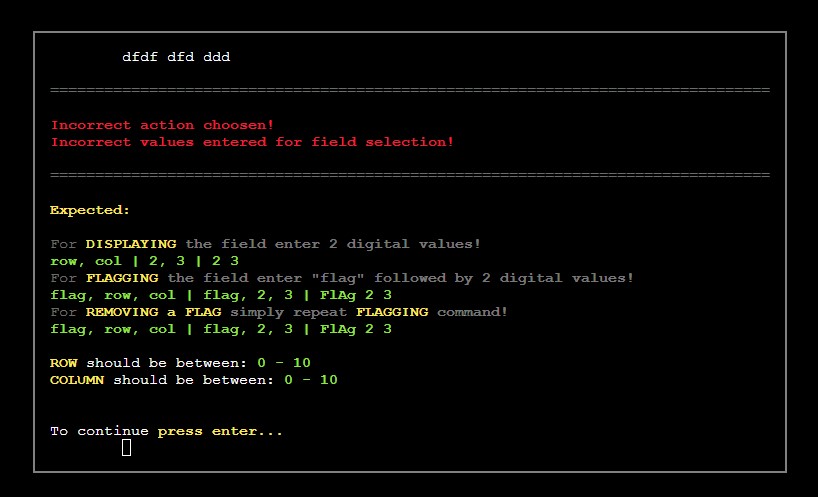 dfdf dfd ddd
================================================================================
Incorrect action choosen!
Incorrect values entered for field selection!
================================================================================
Expected:
For DISPLAYING the field enter 2 digital values!
row, col | 2, 3 | 2 3
For FLAGGING the field enter "flag" followed by 2 digital values!
flag, row, col | flag, 2, 3 | FlAg 2 3
For REMOVING a FLAG simply repeat FLAGGING command!
flag, row, col | flag, 2, 3 | FlAg 2 3
ROW should be between: 0 - 10
COLUMN should be between: 0 - 10
To continue press enter...